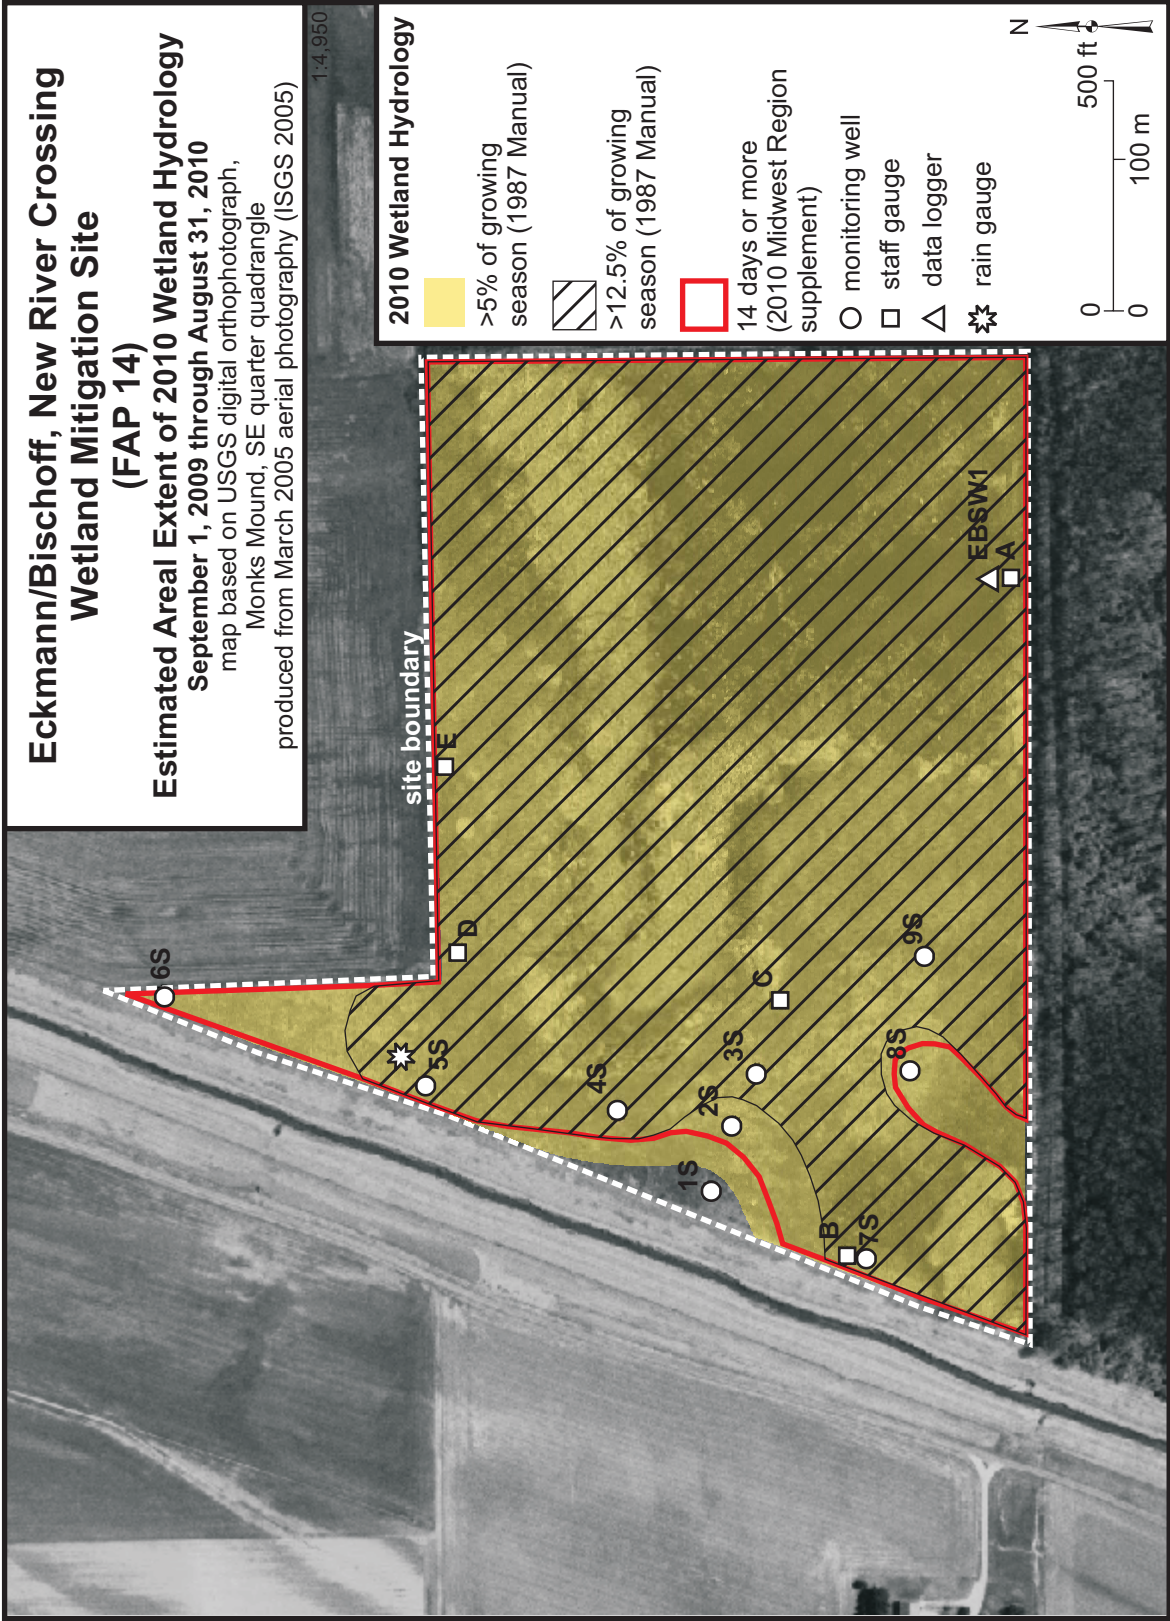 Eckmann/Bischoff, New River Crossing
Wetland Mitigation Site
(FAP 14)
Estimated Areal Extent of 2010 Wetland Hydrology
September 1, 2009 through August 31, 2010
map based on USGS digital orthophotograph,
Monks Mound, SE quarter quadrangle
produced from March 2005 aerial photography (ISGS 2005)
1:4,950
2010 Wetland Hydrology
>5% of growing
season (1987 Manual)
>12.5% of growing
season (1987 Manual)
14 days or more
(2010 Midwest Region
supplement)
monitoring well
staff gauge
data logger
rain gauge
N
0
500 ft
0
100 m
site boundary
6S
D
E
5S
4S
3S
C
2S
1S
9S
8S
B
7S
EBSW1
A